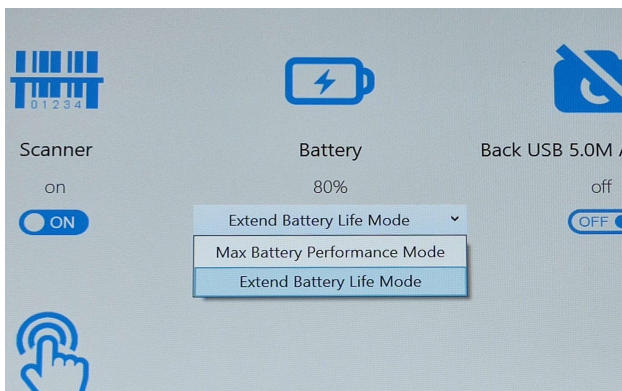 01234
Scanner
on
ON
Battery
80%
Extend Battery Life Mode
Max Battery Performance Mode
Extend Battery Life Mode
Back USB 5.0M
off
OFF